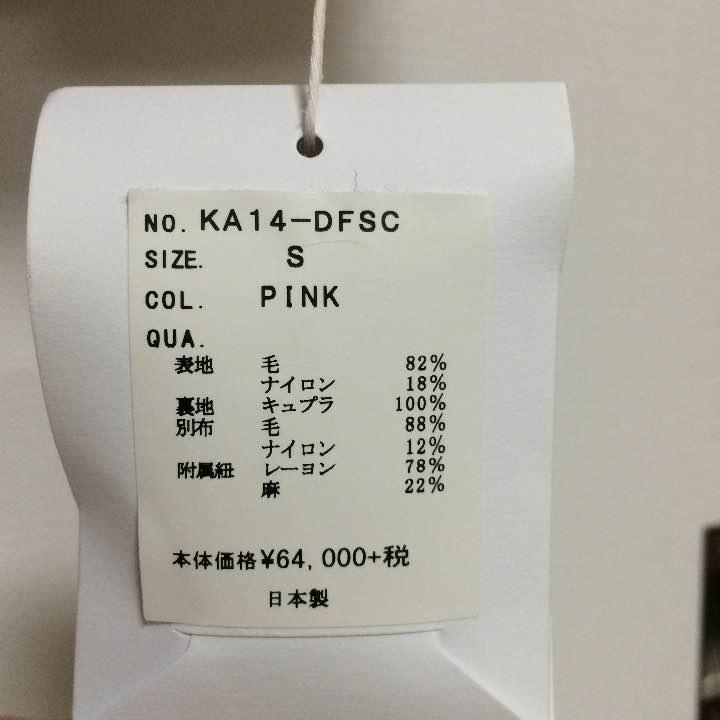 NO. KA14-DFSC
SIZE. S
COL. PINK
QUA.
表地 毛 82%
ナイロン 18%
裏地 キュプラ 100%
別布 毛 88%
ナイロン 12%
附属紐 レーヨン 78%
麻 22%
本体価格¥64,000+税
日本製